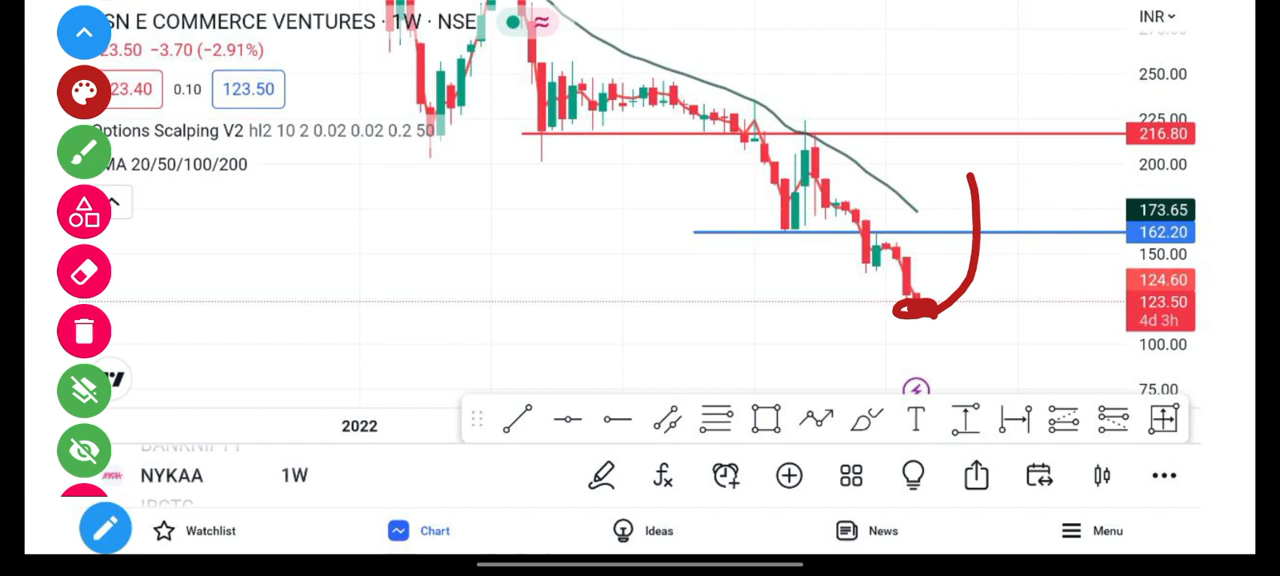 SN E COMMERCE VENTURES · 1W · NSE
INR
23.50 −3.70 (−2.91%)
250.00
23.40 0.10 123.50
Options Scalping V2 hl2 10 2 0.02 0.02 0.2 50
225.00
216.80
MA 20/50/100/200
200.00
173.65
162.20
150.00
124.60
123.50
4d 3h
100.00
75.00
2022
BANKNIFTY
NYKAA 1W
IRCTC
Watchlist Chart Ideas News Menu